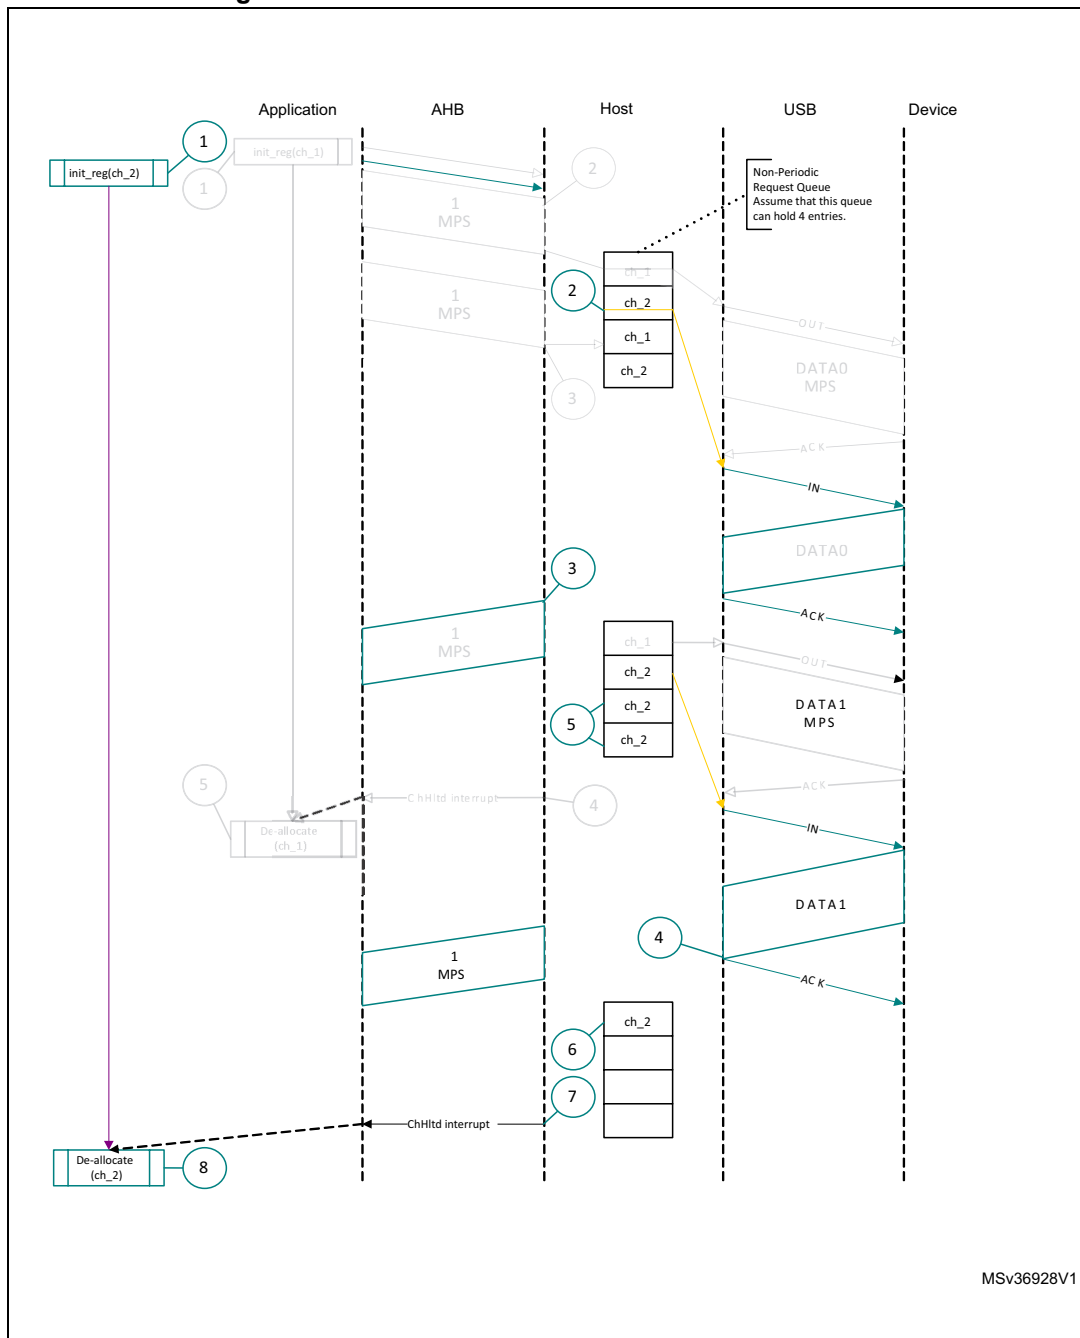 Application AHB Host USB Device
1
init_reg(ch_1)
init_reg(ch_2)
1
2
Non-Periodic
Request Queue
Assume that this queue
can hold 4 entries.
1
MPS
ch_1
2
ch_2
1
MPS
ch_1
ch_2
OUT
DATA0
MPS
3
ACK
IN
DATA0
3
ACK
1
MPS
ch_1
OUT
ch_2
ch_2
5
ch_2
DATA1
MPS
5
ChHltd interrupt
4
ACK
De-allocate
(ch_1)
IN
DATA1
4
1
MPS
ACK
ch_2
6
7
ChHltd interrupt
De-allocate
(ch_2)
8
MSv36928V1